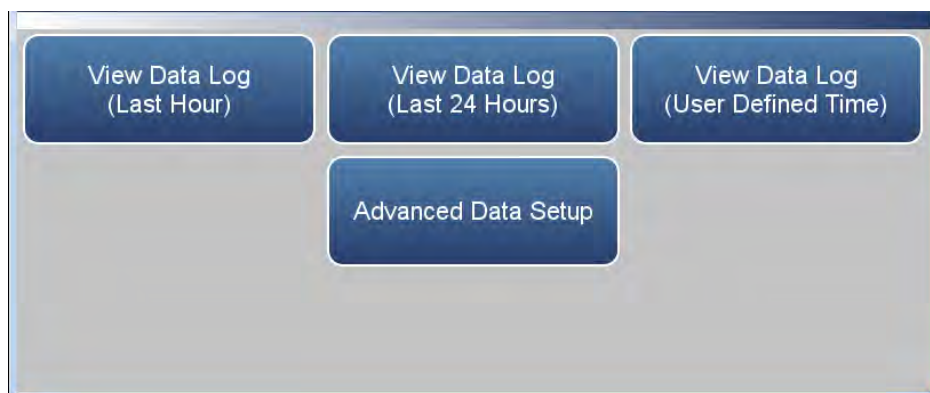 View Data Log
(Last Hour)
View Data Log
(Last 24 Hours)
View Data Log
(User Defined Time)
Advanced Data Setup